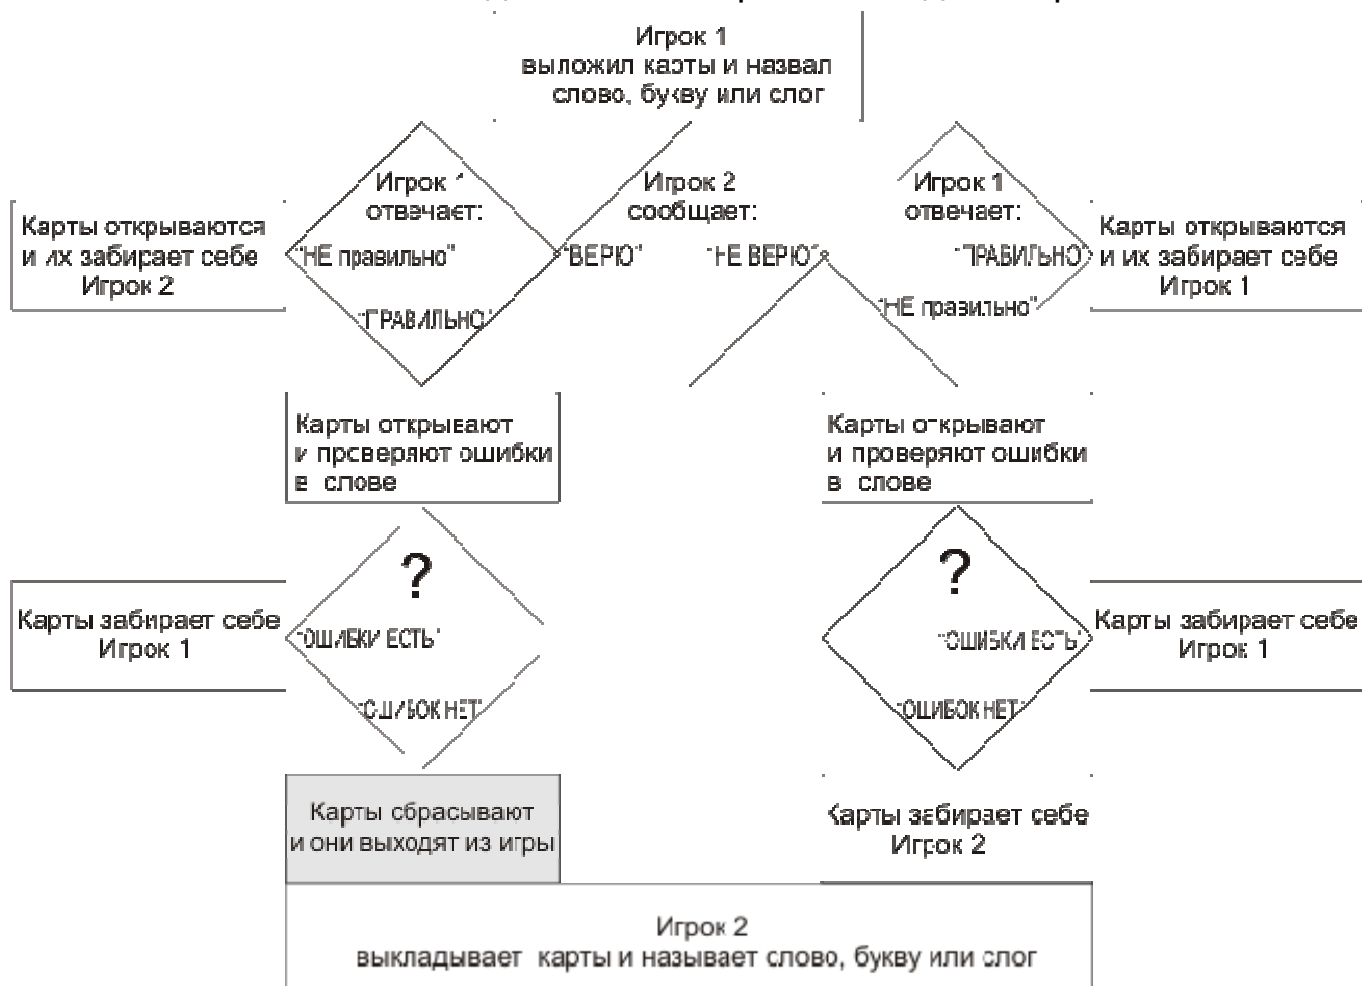 Игрок 1
выложил карты и назвал
слово, букву или слог
Игрок 1
отвечает:
"НЕ правильно"
"ПРАВИЛЬНО"
Игрок 2
сообщает:
"ВЕРЮ"
"НЕ ВЕРЮ"
Игрок 1
отвечает:
"ПРАВИЛЬНО"
"НЕ правильно"
Карты открываются
и их забирает себе
Игрок 2
Карты открываются
и их забирает себе
Игрок 1
Карты открывают
и проверяют ошибки
в слове
Карты открывают
и проверяют ошибки
в слове
?
"ОШИБКИ ЕСТЬ"
"ОШИБОК НЕТ"
?
"ОШИБКИ ЕСТЬ"
"ОШИБОК НЕТ"
Карты забирает себе
Игрок 1
Карты забирает себе
Игрок 1
Карты сбрасывают
и они выходят из игры
Карты забирает себе
Игрок 2
Игрок 2
выкладывает карты и называет слово, букву или слог